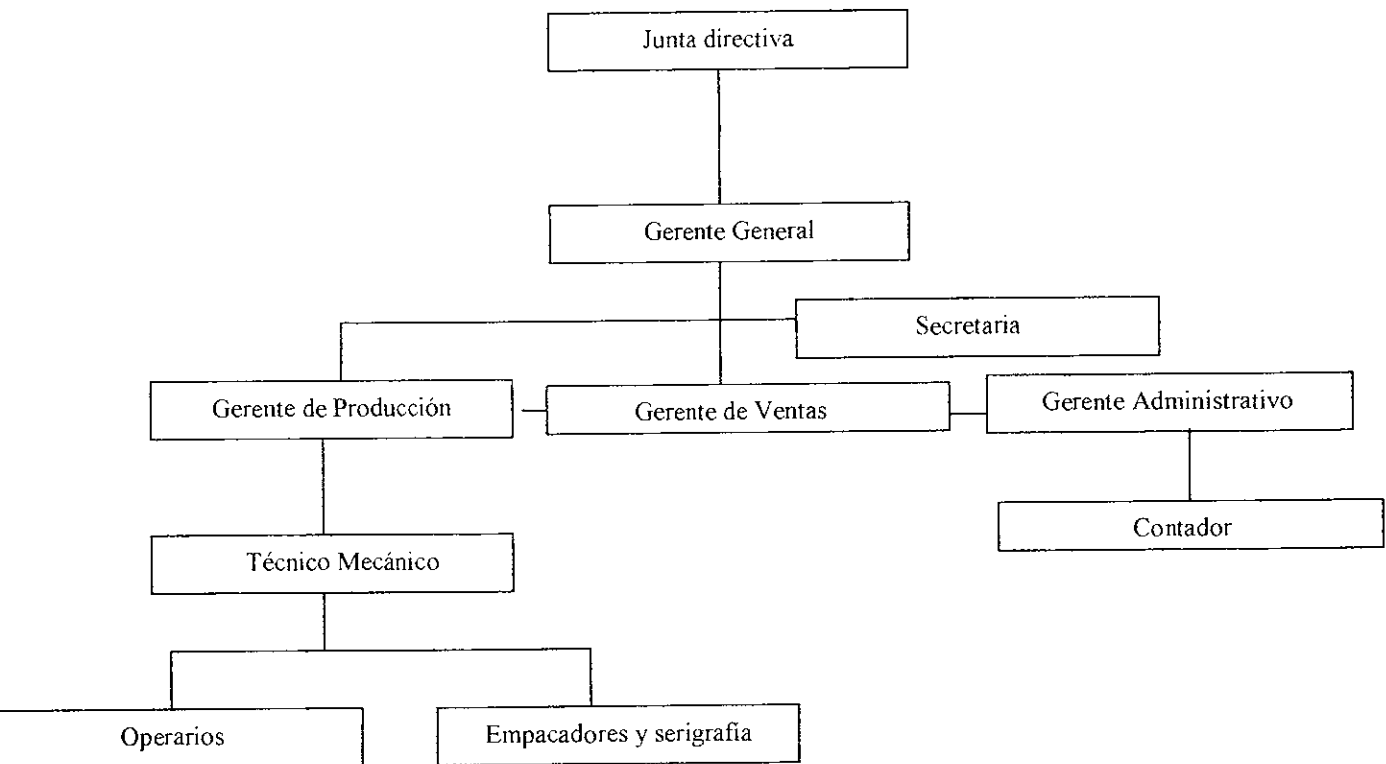 Junta directiva
Gerente General
Secretaria
Gerente de Producción
Gerente de Ventas
Gerente Administrativo
Contador
Técnico Mecánico
Operarios
Empacadores y serigrafía